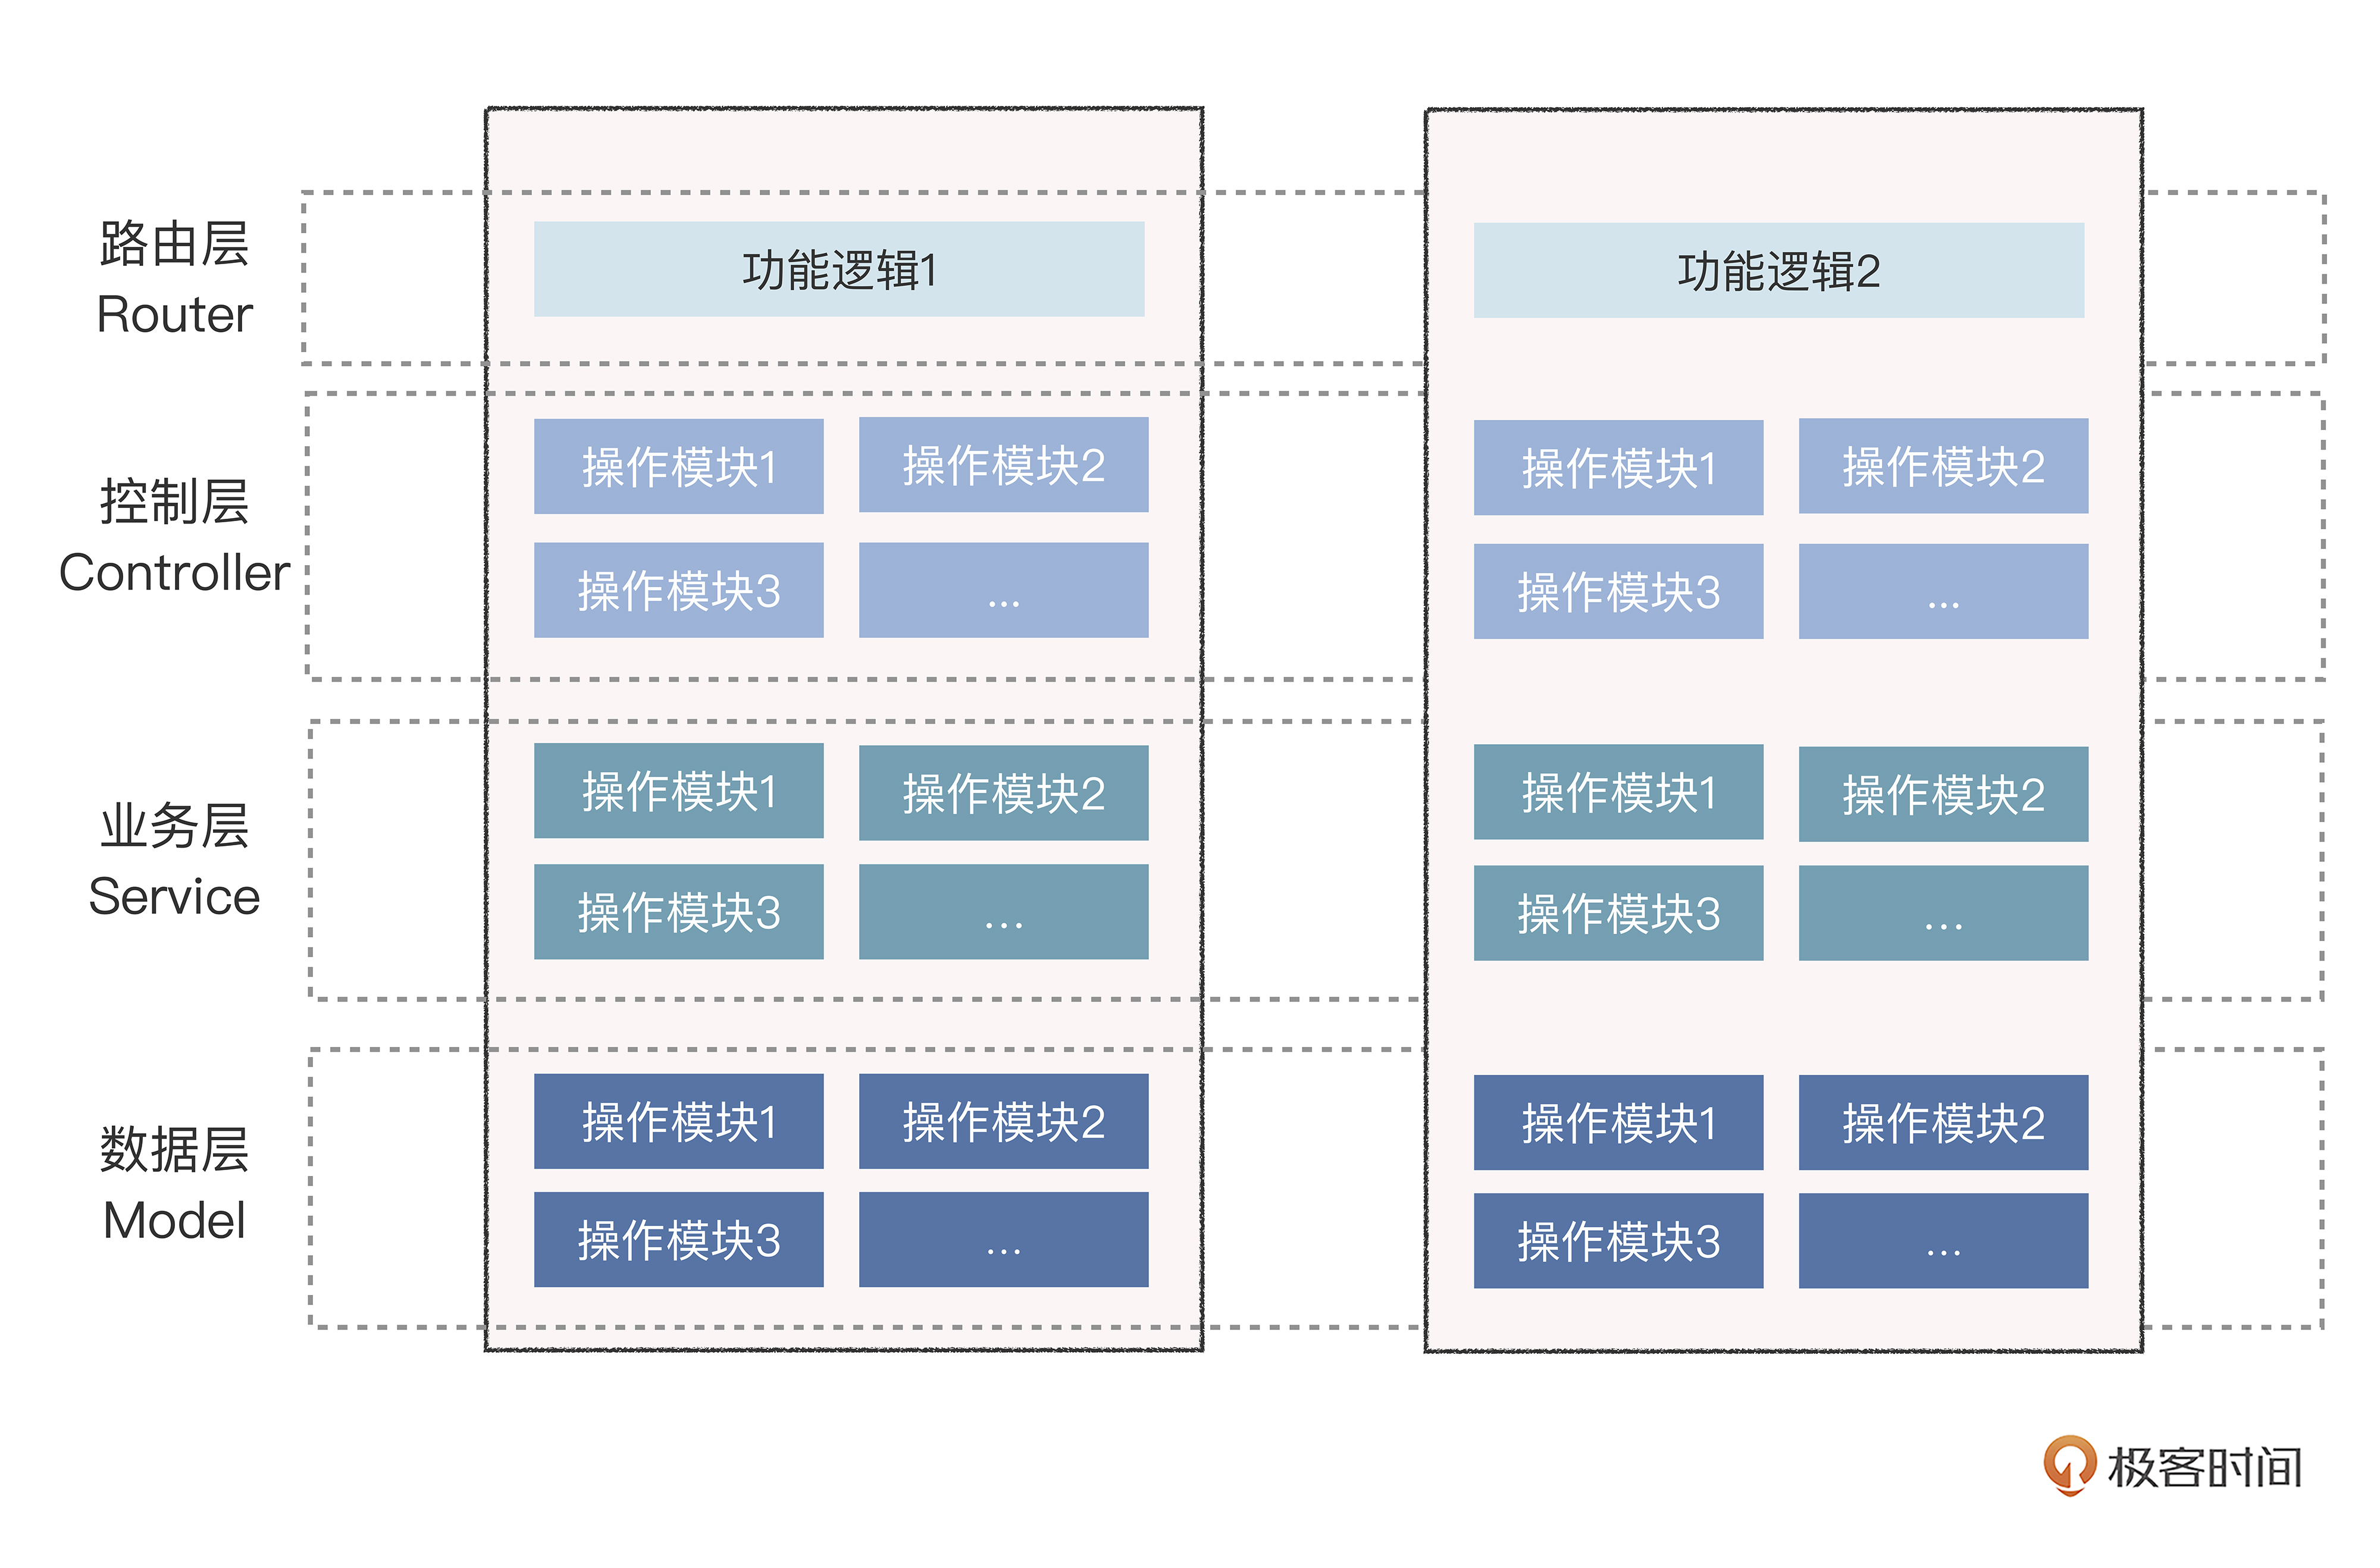 路由层
Router
功能逻辑1
功能逻辑2
控制层
Controller
操作模块1
操作模块2
操作模块3
...
操作模块1
操作模块2
操作模块3
...
业务层
Service
操作模块1
操作模块2
操作模块3
...
操作模块1
操作模块2
操作模块3
...
数据层
Model
操作模块1
操作模块2
操作模块3
...
操作模块1
操作模块2
操作模块3
...
极客时间